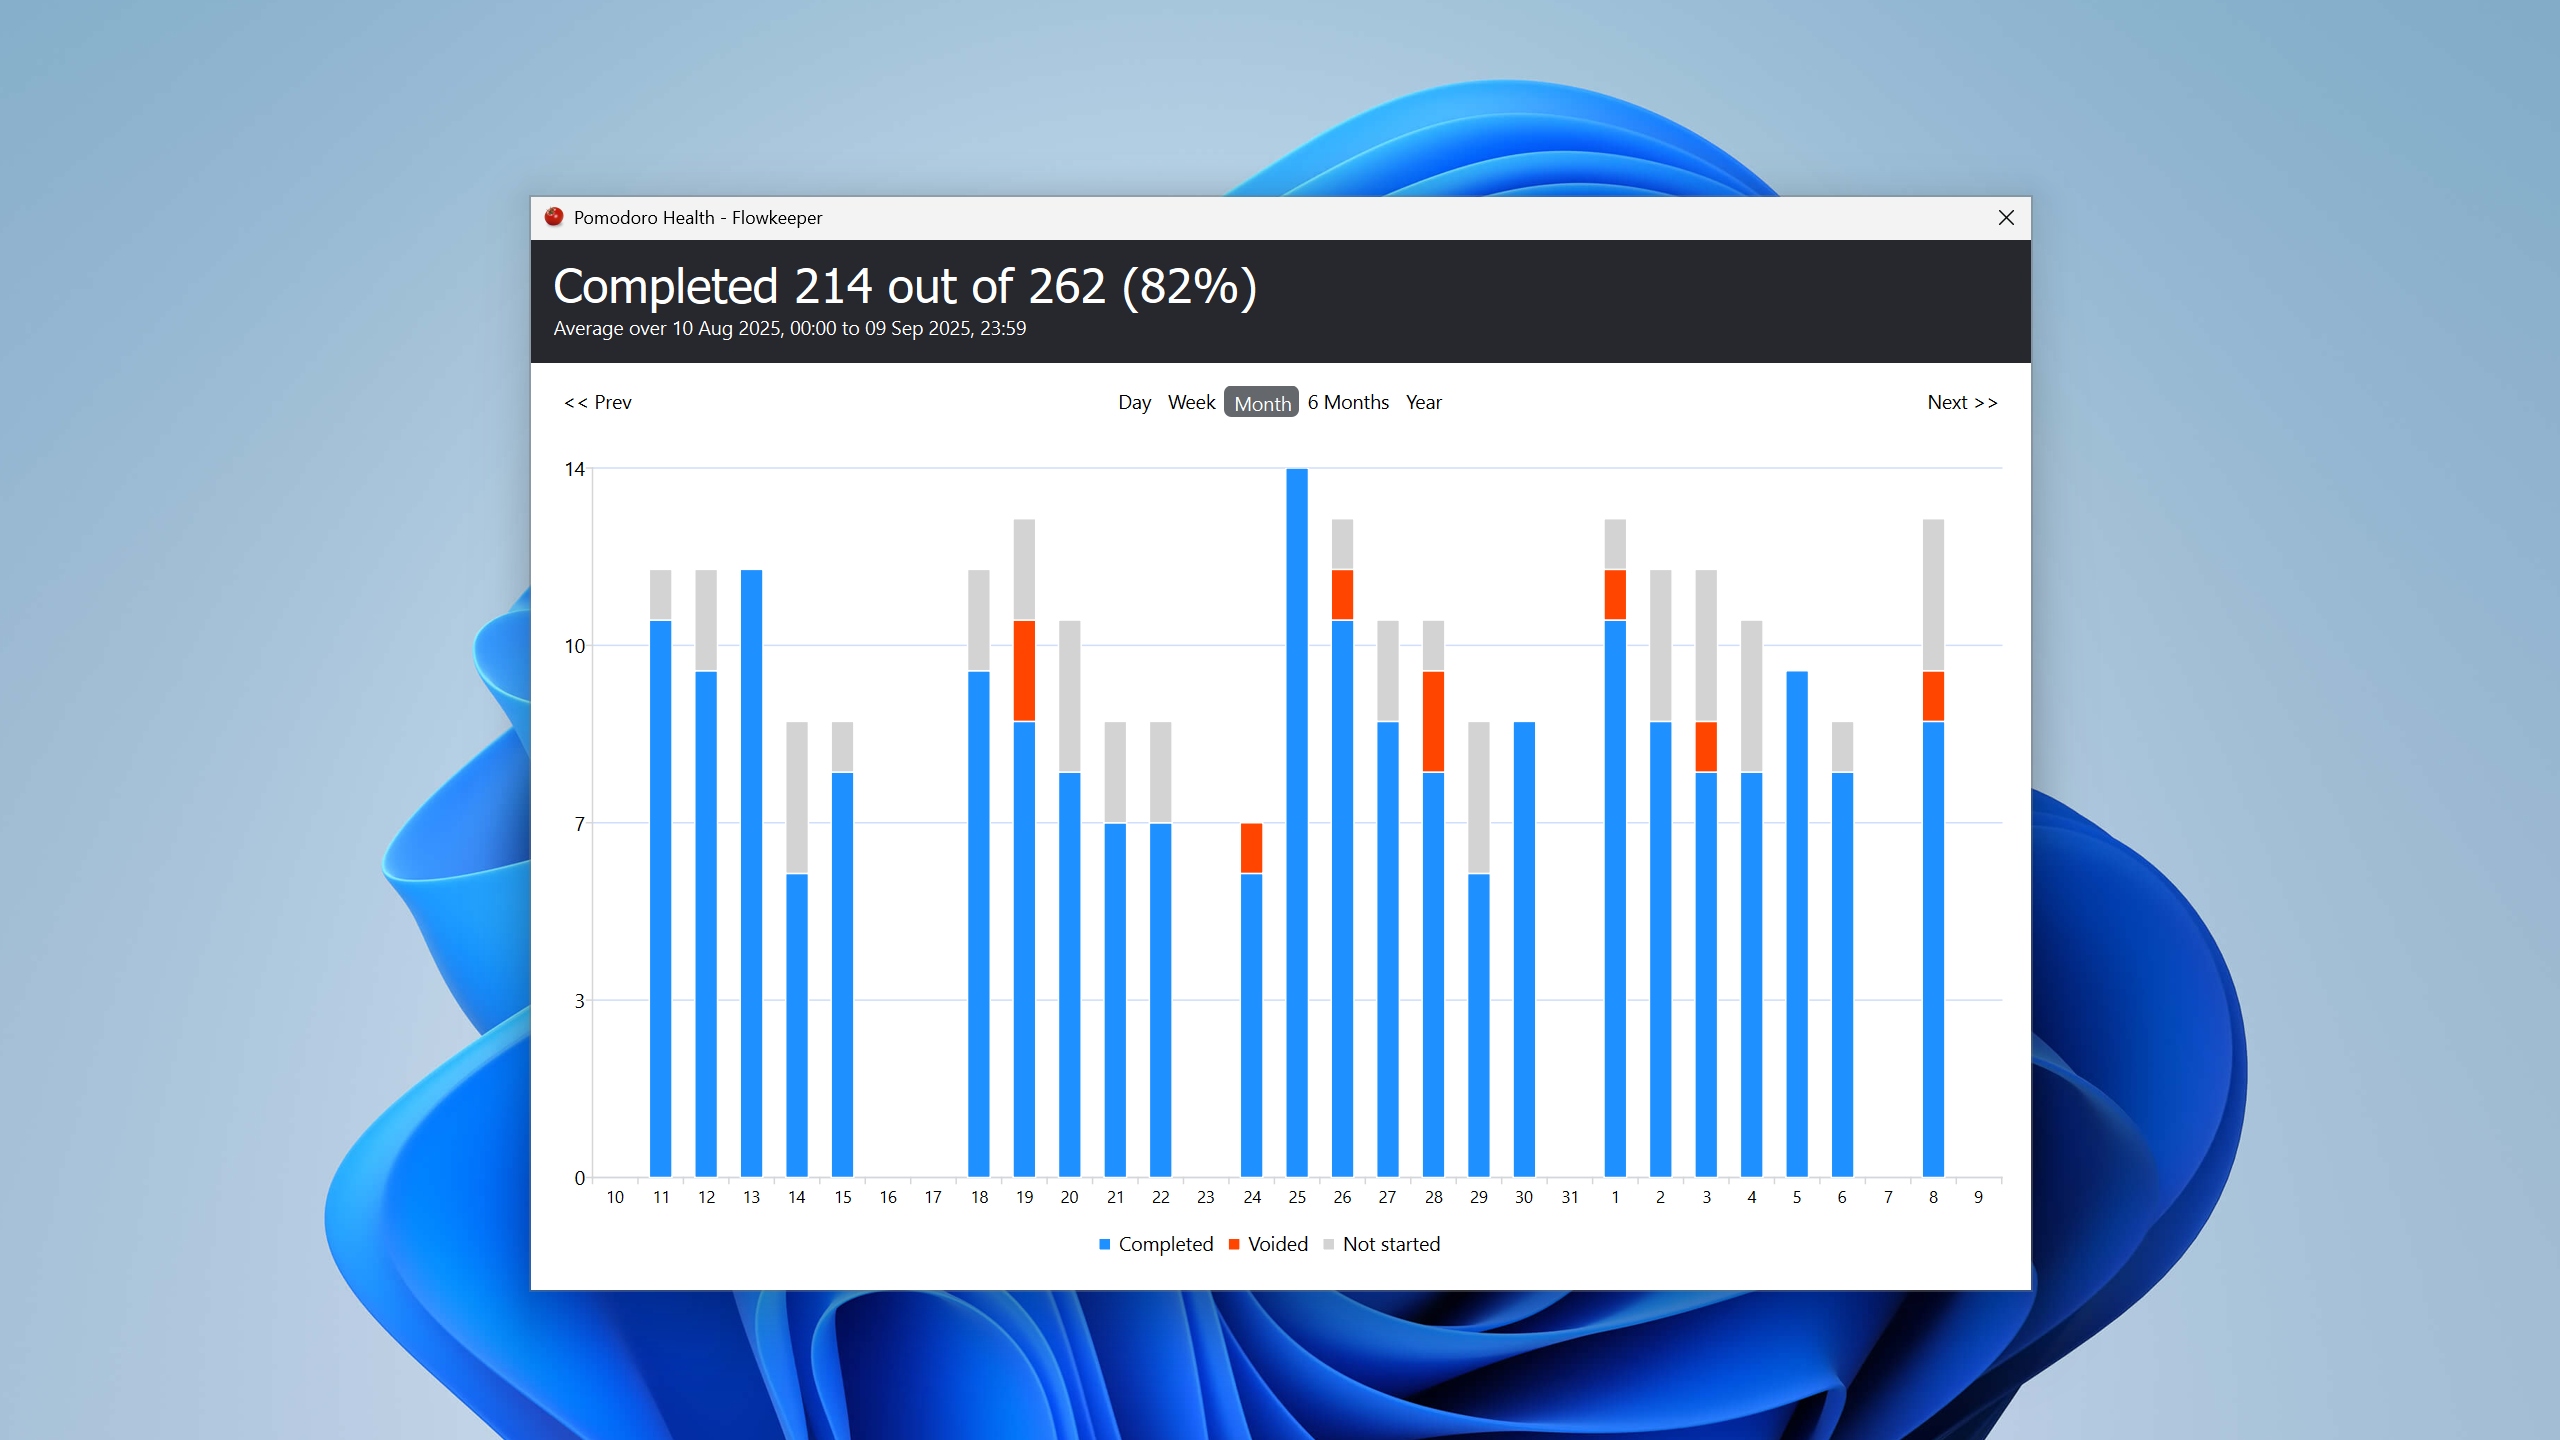 Pomodoro Health - Flowkeeper
Completed 214 out of 262 (82%)
Average over 10 Aug 2025, 00:00 to 09 Sep 2025, 23:59
<< Prev Day Week Month 6 Months Year Next >>
14
10
7
3
0
10 11 12 13 14 15 16 17 18 19 20 21 22 23 24 25 26 27 28 29 30 31 1 2 3 4 5 6 7 8 9
Completed Voided Not started